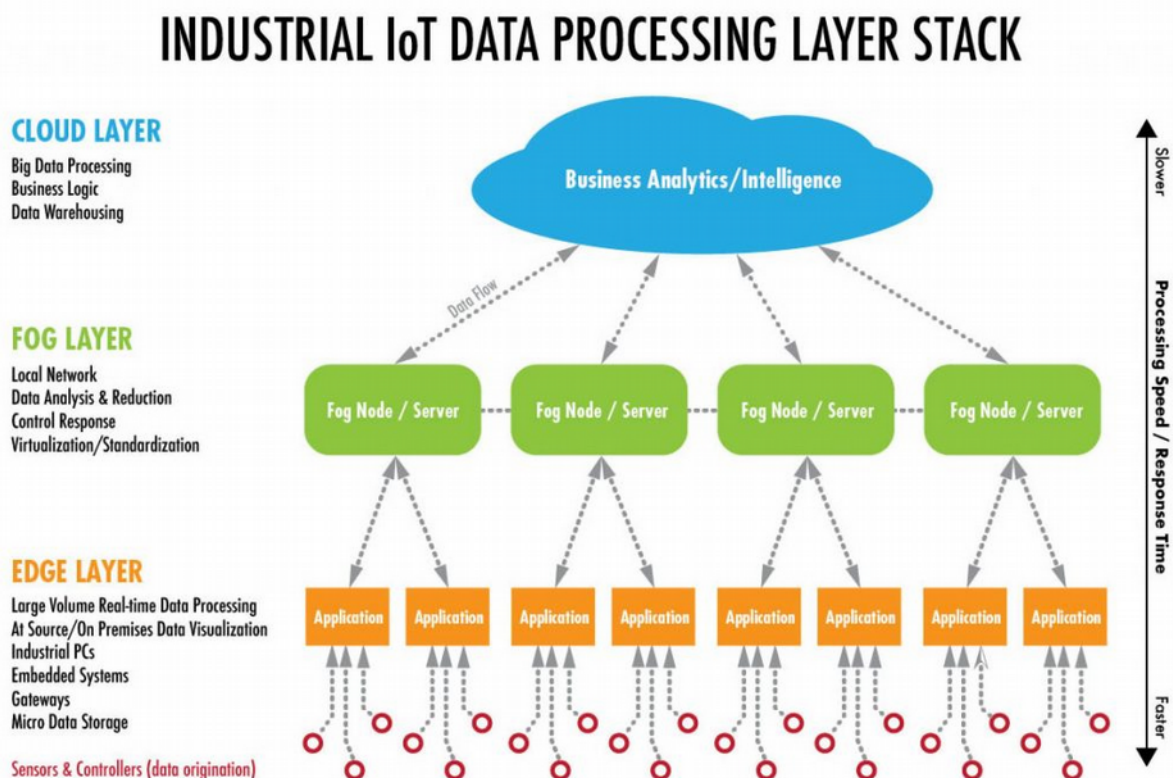 INDUSTRIAL IoT DATA PROCESSING LAYER STACK
CLOUD LAYER
Big Data Processing
Business Logic
Data Warehousing
Business Analytics/Intelligence
Slower
Data Flow
Processing Speed / Response Time
FOG LAYER
Local Network
Data Analysis & Reduction
Control Response
Virtualization/Standardization
Fog Node / Server
Fog Node / Server
Fog Node / Server
Fog Node / Server
EDGE LAYER
Large Volume Real-time Data Processing
At Source/On Premises Data Visualization
Industrial PCs
Embedded Systems
Gateways
Micro Data Storage
Application
Application
Application
Application
Application
Application
Application
Application
Faster
Sensors & Controllers (data origination)